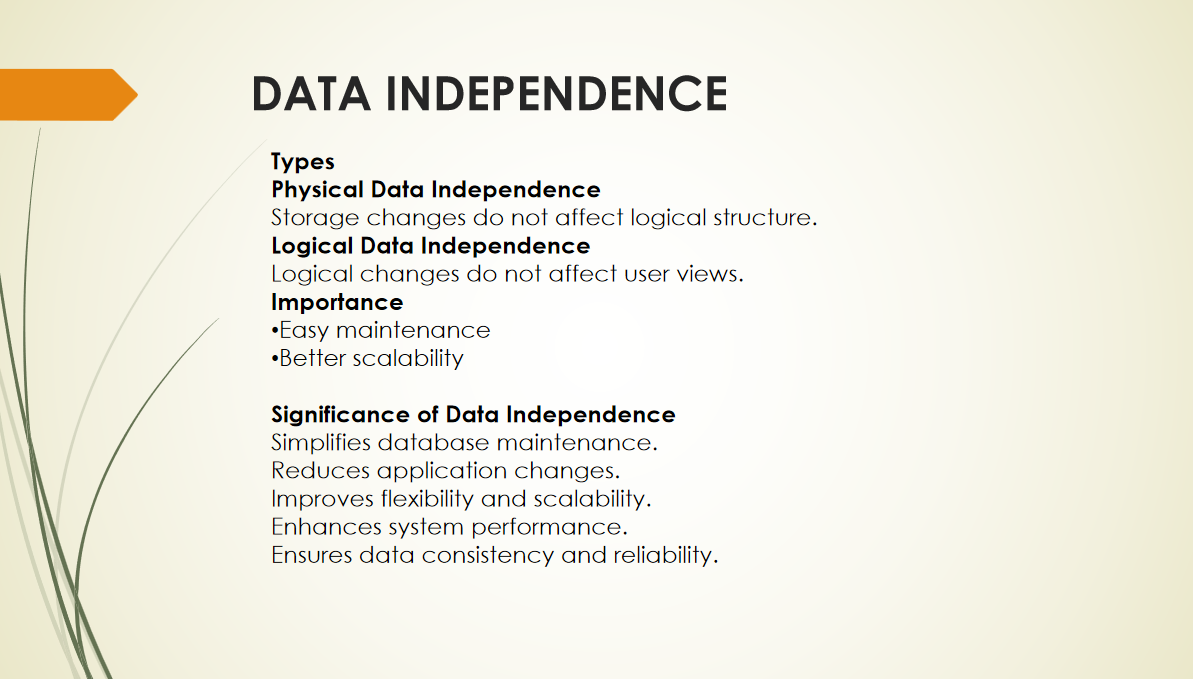 DATA INDEPENDENCE
Types
Physical Data Independence
Storage changes do not affect logical structure.
Logical Data Independence
Logical changes do not affect user views.
Importance
•Easy maintenance
•Better scalability
Significance of Data Independence
Simplifies database maintenance.
Reduces application changes.
Improves flexibility and scalability.
Enhances system performance.
Ensures data consistency and reliability.